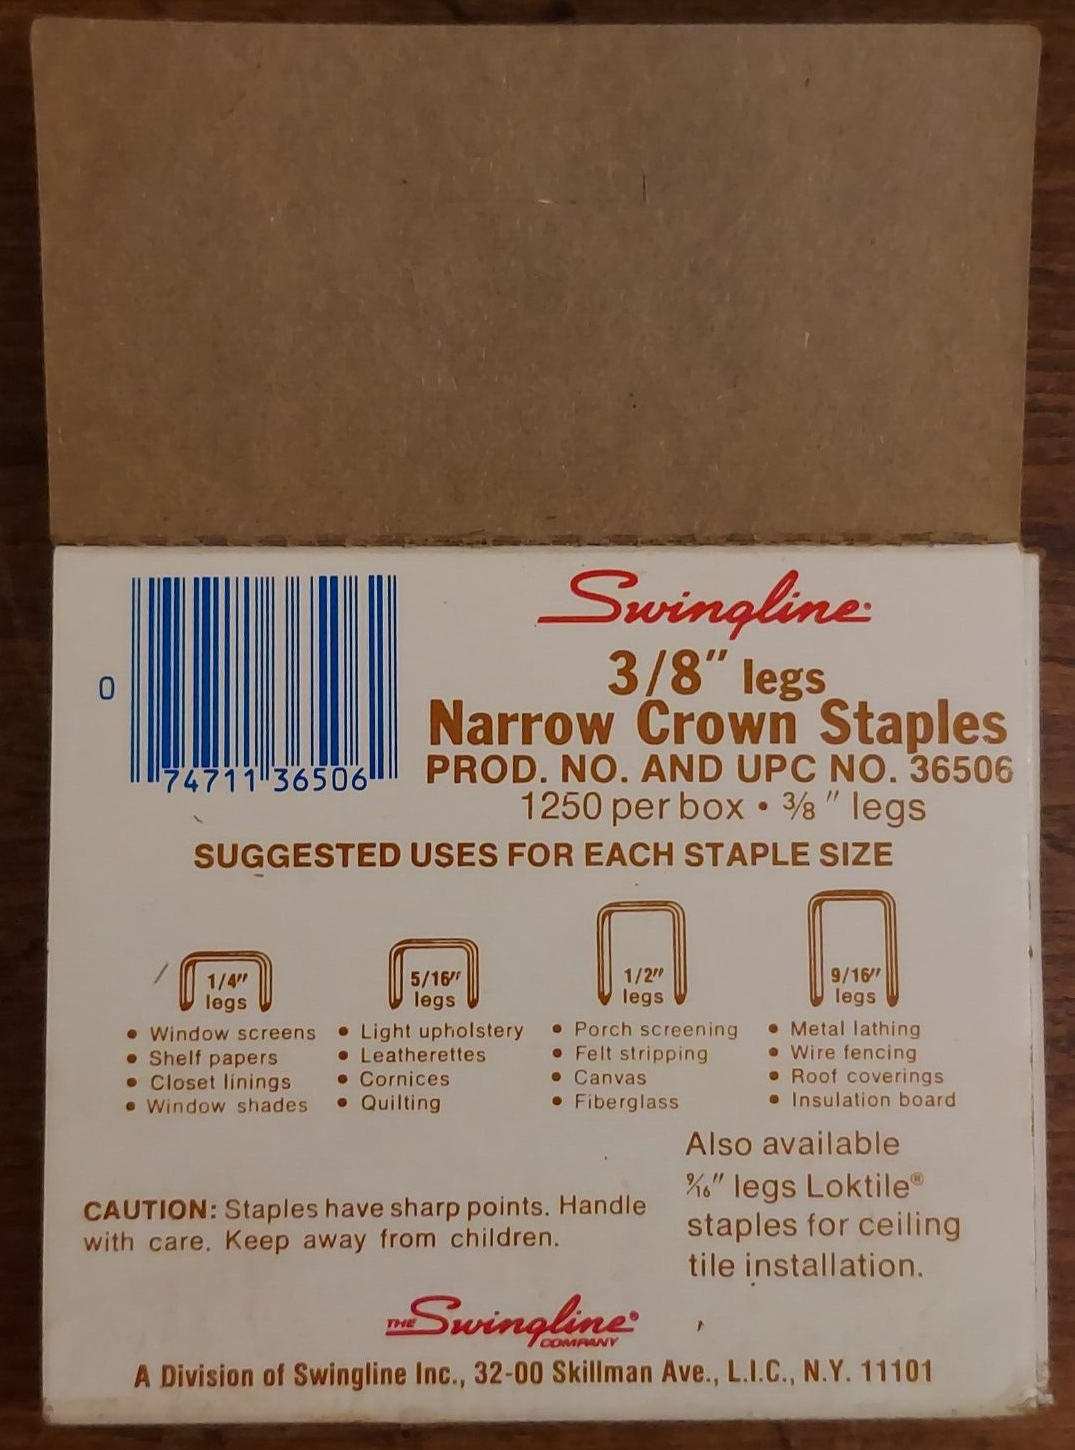 Swingline®
3/8" legs
Narrow Crown Staples
PROD. NO. AND UPC NO. 36506
1250 per box • 3/8" legs
0
74711 36506
SUGGESTED USES FOR EACH STAPLE SIZE
1/4"
legs
• Window screens
• Shelf papers
• Closet linings
• Window shades
5/16"
legs
• Light upholstery
• Leatherettes
• Cornices
• Quilting
1/2"
legs
• Porch screening
• Felt stripping
• Canvas
• Fiberglass
9/16"
legs
• Metal lathing
• Wire fencing
• Roof coverings
• Insulation board
Also available
9/16" legs Loktile®
staples for ceiling
tile installation.
CAUTION: Staples have sharp points. Handle
with care. Keep away from children.
THE Swingline®
COMPANY
A Division of Swingline Inc., 32-00 Skillman Ave., L.I.C., N.Y. 11101